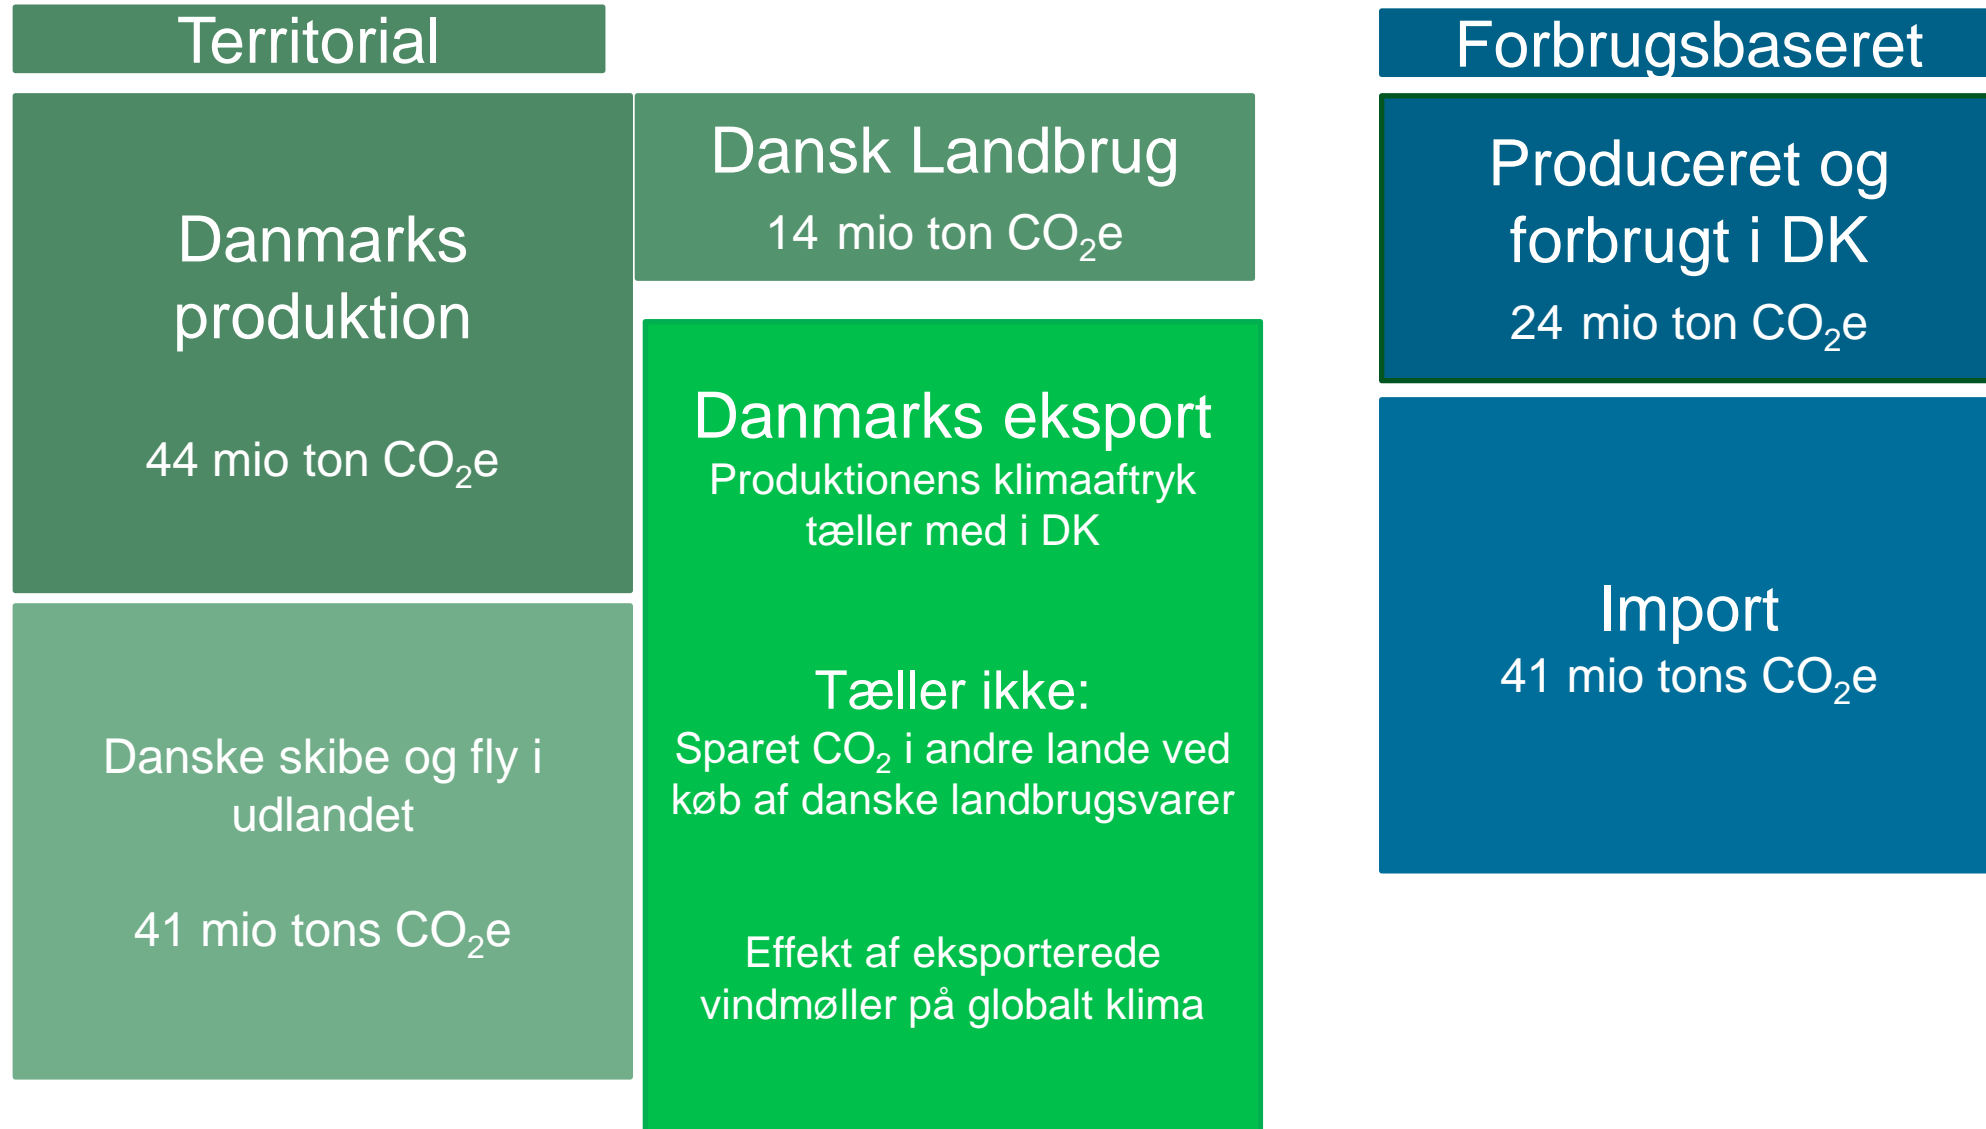 Territorial
Danmarks
produktion
44 mio ton CO₂e
Danske skibe og fly i
udlandet
41 mio tons CO₂e
Dansk Landbrug
14 mio ton CO₂e
Danmarks eksport
Produktionens klimaaftryk
tæller med i DK
Tæller ikke:
Sparet CO₂ i andre lande ved
køb af danske landbrugsvarer
Effekt af eksporterede
vindmøller på globalt klima
Forbrugsbaseret
Produceret og
forbrugt i DK
24 mio ton CO₂e
Import
41 mio tons CO₂e